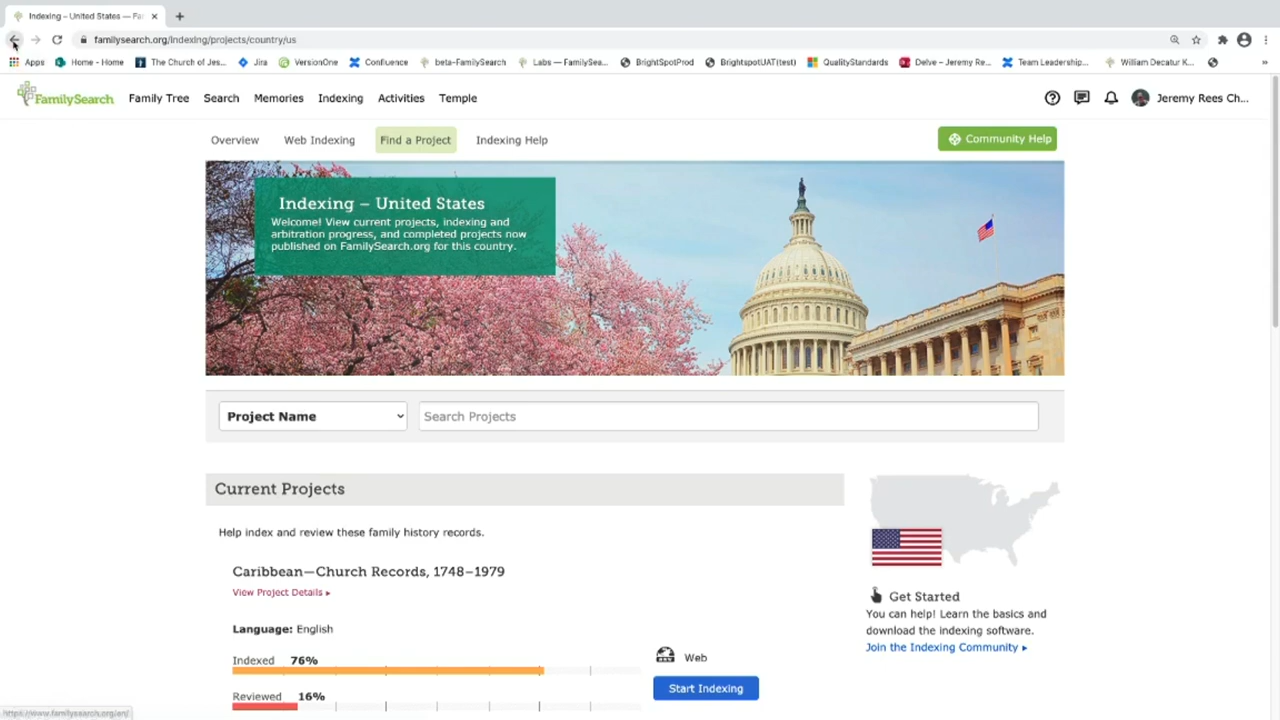 Indexing – United States — Fa
familysearch.org/indexing/projects/country/us
Apps Home - Home The Church of Jes... Jira VersionOne Confluence beta-FamilySearch Labs — FamilySea... BrightSpotProd BrightspotUAT(test) QualityStandards Delve – Jeremy Re... Team Leadership... William Decatur K...
FamilySearch Family Tree Search Memories Indexing Activities Temple Jeremy Rees Ch...
Overview Web Indexing Find a Project Indexing Help Community Help
Indexing – United States
Welcome! View current projects, indexing and
arbitration progress, and completed projects now
published on FamilySearch.org for this country.
Project Name Search Projects
Current Projects
Help index and review these family history records.
Caribbean—Church Records, 1748–1979
View Project Details ▸
Language: English
Indexed 76%
Reviewed 16%
Web
Start Indexing
Get Started
You can help! Learn the basics and
download the indexing software.
Join the Indexing Community ▸
https://www.familysearch.org/en/